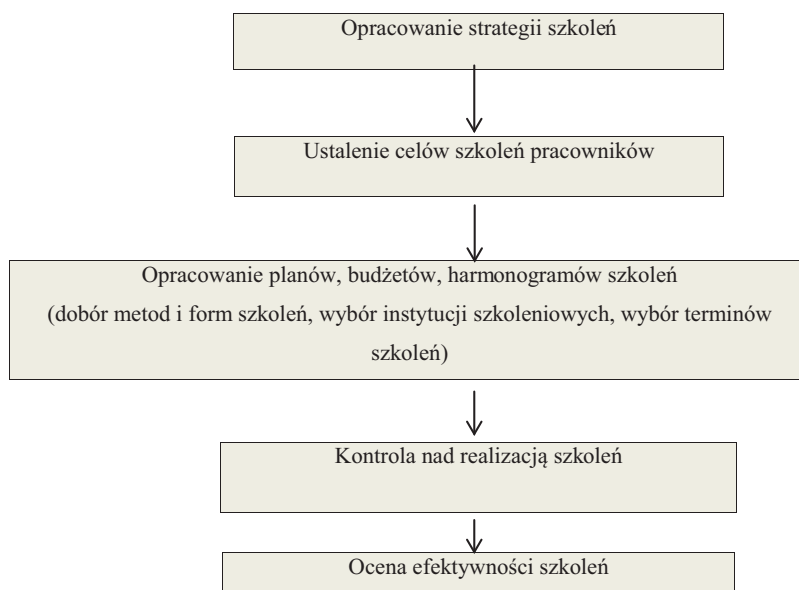 Opracowanie strategii szkoleń
Ustalenie celów szkoleń pracowników
Opracowanie planów, budżetów, harmonogramów szkoleń
(dobór metod i form szkoleń, wybór instytucji szkoleniowych, wybór terminów
szkoleń)
Kontrola nad realizacją szkoleń
Ocena efektywności szkoleń